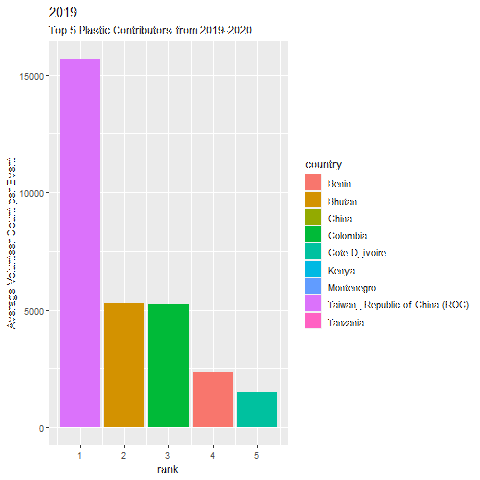 2019
Top 5 Plastic Contributors from 2019-2020
Average Volunteer Count per Event
15000
10000
5000
0
1 2 3 4 5
rank
country
Benin
Bhutan
China
Colombia
Cote D_ivoire
Kenya
Montenegro
Taiwan_ Republic of China (ROC)
Tanzania